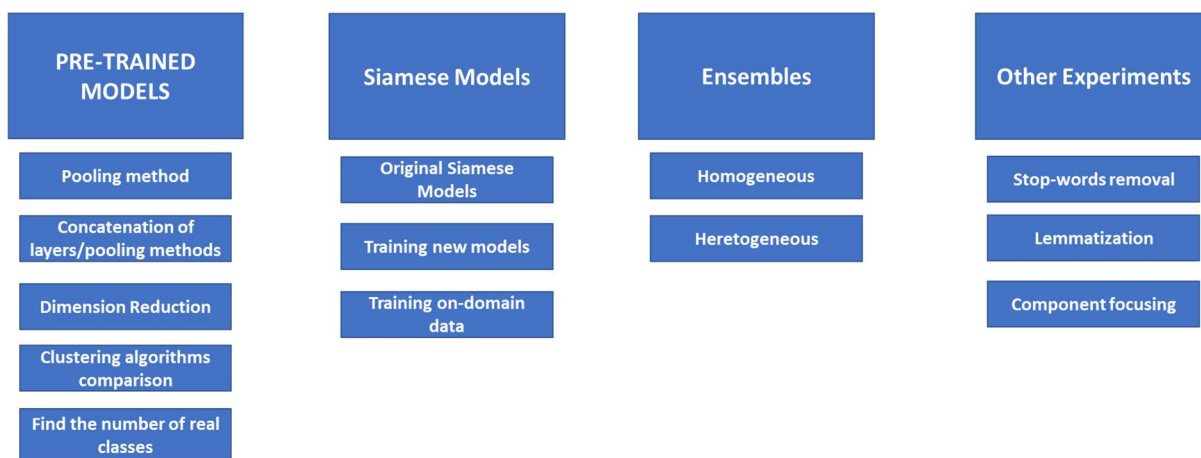 PRE-TRAINED
MODELS
Pooling method
Concatenation of
layers/pooling methods
Dimension Reduction
Clustering algorithms
comparison
Find the number of real
classes
Siamese Models
Original Siamese
Models
Training new models
Training on-domain
data
Ensembles
Homogeneous
Heretogeneous
Other Experiments
Stop-words removal
Lemmatization
Component focusing